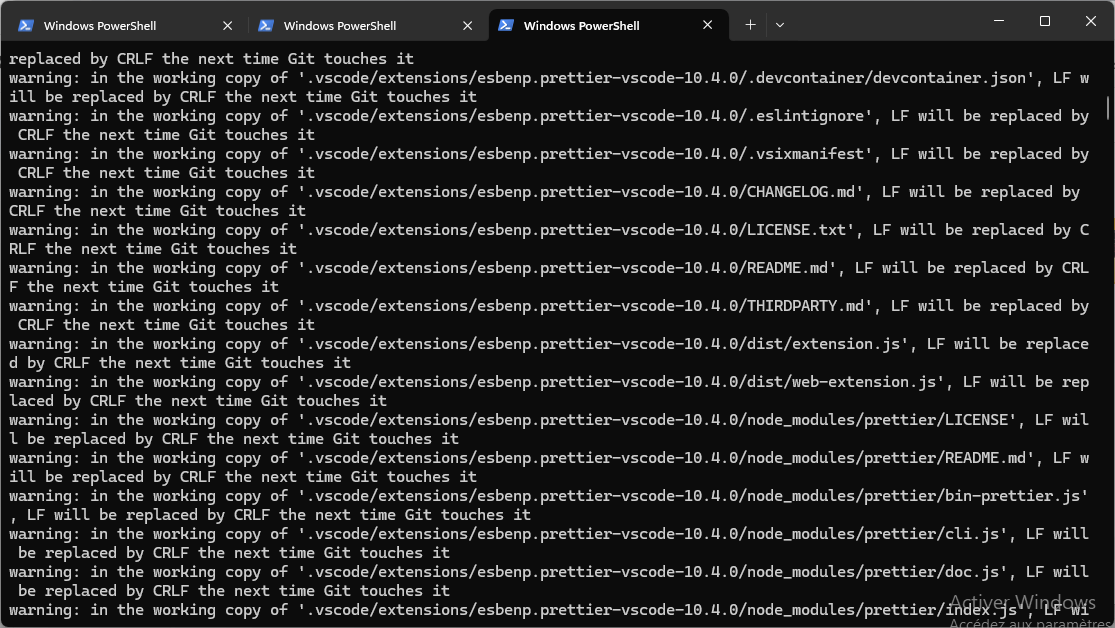 Windows PowerShell
Windows PowerShell
Windows PowerShell
replaced by CRLF the next time Git touches it
warning: in the working copy of '.vscode/extensions/esbenp.prettier-vscode-10.4.0/.devcontainer/devcontainer.json', LF w
ill be replaced by CRLF the next time Git touches it
warning: in the working copy of '.vscode/extensions/esbenp.prettier-vscode-10.4.0/.eslintignore', LF will be replaced by
 CRLF the next time Git touches it
warning: in the working copy of '.vscode/extensions/esbenp.prettier-vscode-10.4.0/.vsixmanifest', LF will be replaced by
 CRLF the next time Git touches it
warning: in the working copy of '.vscode/extensions/esbenp.prettier-vscode-10.4.0/CHANGELOG.md', LF will be replaced by
CRLF the next time Git touches it
warning: in the working copy of '.vscode/extensions/esbenp.prettier-vscode-10.4.0/LICENSE.txt', LF will be replaced by C
RLF the next time Git touches it
warning: in the working copy of '.vscode/extensions/esbenp.prettier-vscode-10.4.0/README.md', LF will be replaced by CRL
F the next time Git touches it
warning: in the working copy of '.vscode/extensions/esbenp.prettier-vscode-10.4.0/THIRDPARTY.md', LF will be replaced by
 CRLF the next time Git touches it
warning: in the working copy of '.vscode/extensions/esbenp.prettier-vscode-10.4.0/dist/extension.js', LF will be replace
d by CRLF the next time Git touches it
warning: in the working copy of '.vscode/extensions/esbenp.prettier-vscode-10.4.0/dist/web-extension.js', LF will be rep
laced by CRLF the next time Git touches it
warning: in the working copy of '.vscode/extensions/esbenp.prettier-vscode-10.4.0/node_modules/prettier/LICENSE', LF wil
l be replaced by CRLF the next time Git touches it
warning: in the working copy of '.vscode/extensions/esbenp.prettier-vscode-10.4.0/node_modules/prettier/README.md', LF w
ill be replaced by CRLF the next time Git touches it
warning: in the working copy of '.vscode/extensions/esbenp.prettier-vscode-10.4.0/node_modules/prettier/bin-prettier.js'
, LF will be replaced by CRLF the next time Git touches it
warning: in the working copy of '.vscode/extensions/esbenp.prettier-vscode-10.4.0/node_modules/prettier/cli.js', LF will
 be replaced by CRLF the next time Git touches it
warning: in the working copy of '.vscode/extensions/esbenp.prettier-vscode-10.4.0/node_modules/prettier/doc.js', LF will
 be replaced by CRLF the next time Git touches it
warning: in the working copy of '.vscode/extensions/esbenp.prettier-vscode-10.4.0/node_modules/prettier/index.js', LF wi
Activer Windows
Accédez aux paramètres